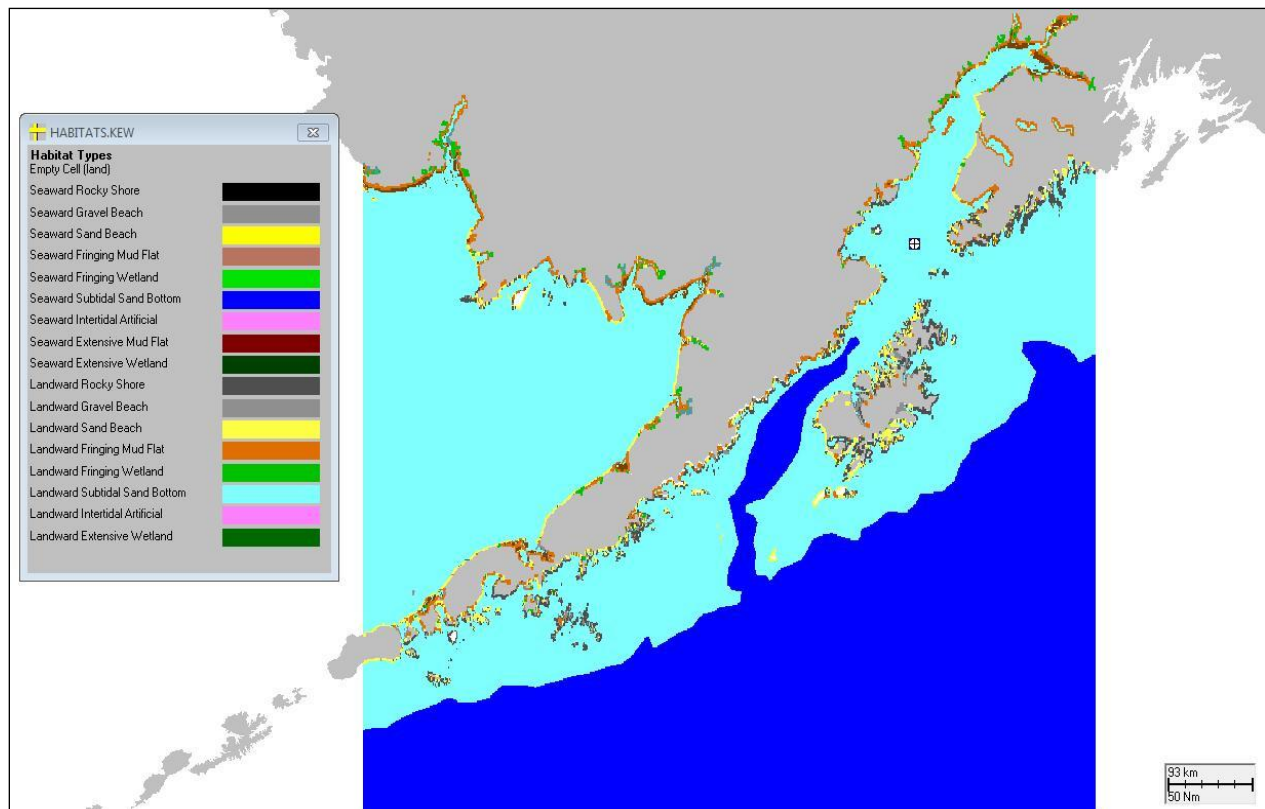 HABITATS.KEW
Habitat Types
Empty Cell (land)
Seaward Rocky Shore
Seaward Gravel Beach
Seaward Sand Beach
Seaward Fringing Mud Flat
Seaward Fringing Wetland
Seaward Subtidal Sand Bottom
Seaward Intertidal Artificial
Seaward Extensive Mud Flat
Seaward Extensive Wetland
Landward Rocky Shore
Landward Gravel Beach
Landward Sand Beach
Landward Fringing Mud Flat
Landward Fringing Wetland
Landward Subtidal Sand Bottom
Landward Intertidal Artificial
Landward Extensive Wetland
93 km
50 Nm